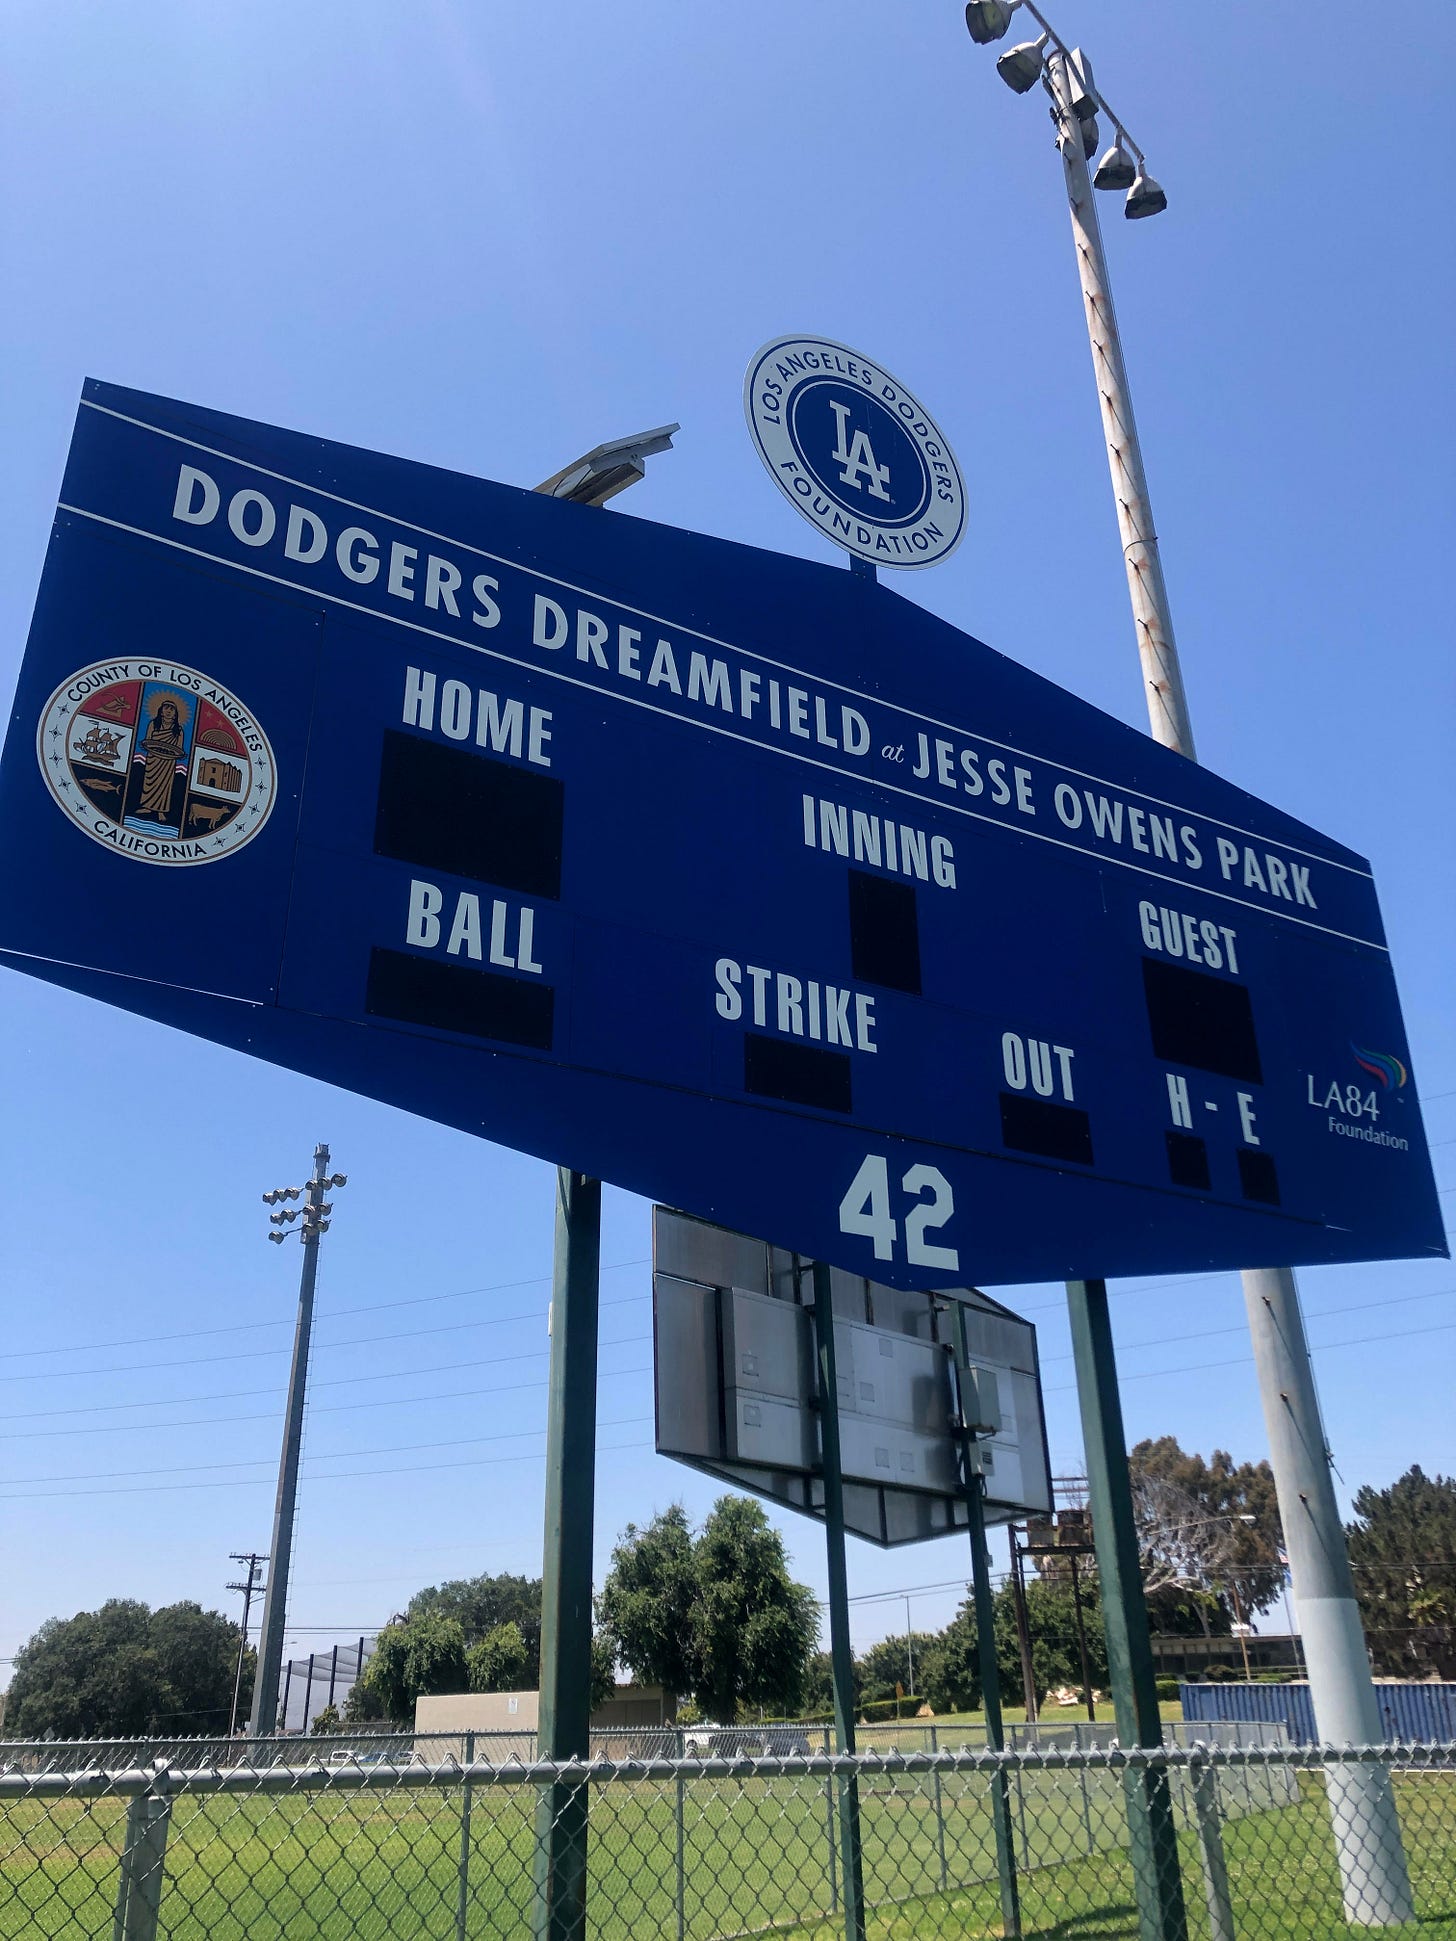 LOS ANGELES DODGERS
LA
FOUNDATION
DODGERS DREAMFIELD at JESSE OWENS PARK
COUNTY OF LOS ANGELES
CALIFORNIA
HOME
INNING
GUEST
BALL
STRIKE
OUT
H - E
LA84
Foundation
42